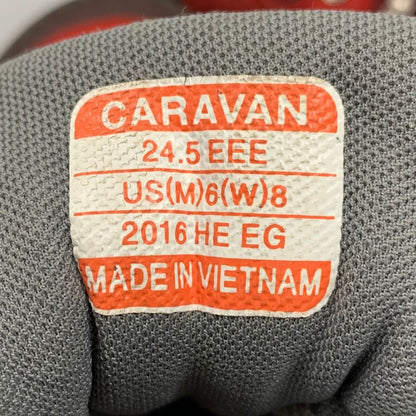 CARAVAN
24.5 EEE
US(M)6(W)8
2016 HE EG
MADE IN VIETNAM